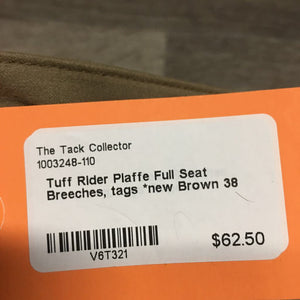 The Tack Collector
1003248-110
Tuff Rider Plaffe Full Seat
Breeches, tags *new Brown 38
V6T321
$62.50